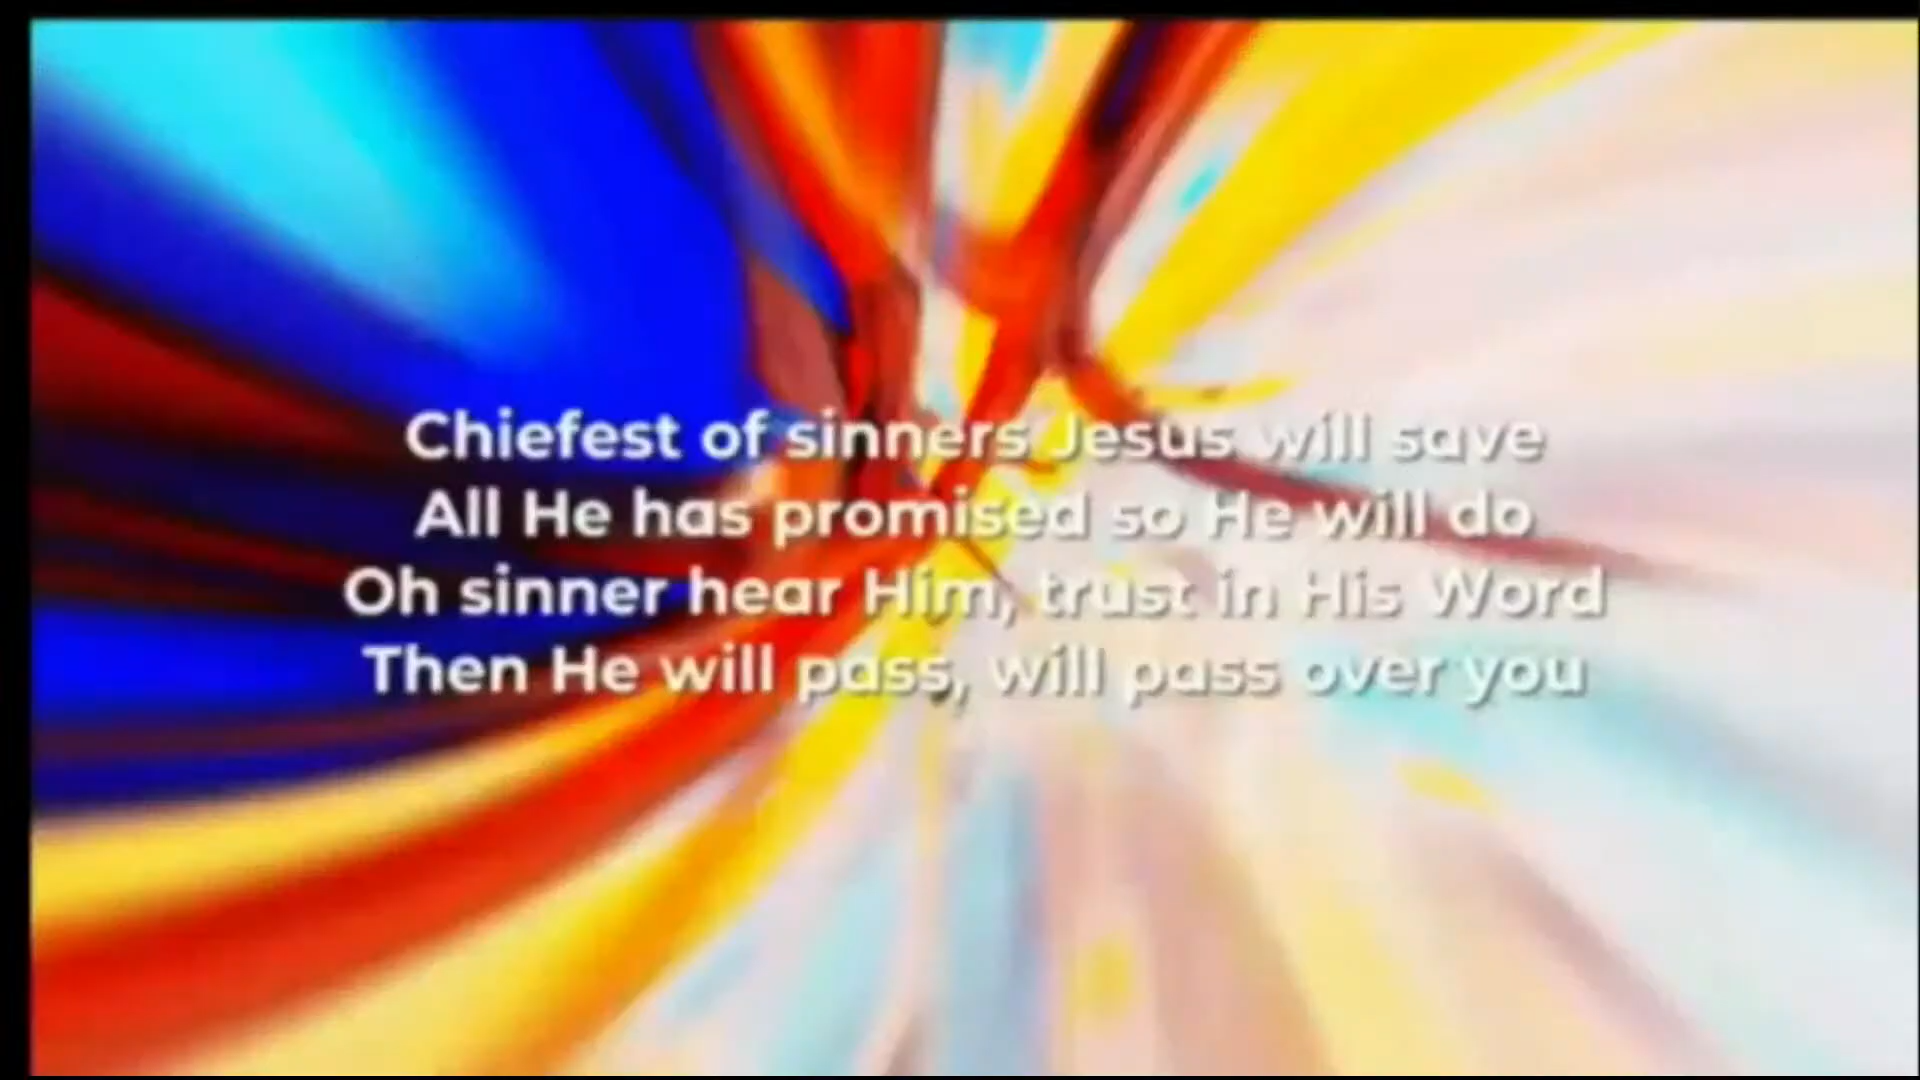 Chiefest of sinners Jesus will save
All He has promised so He will do
Oh sinner hear Him, trust in His Word
Then He will pass, will pass over you